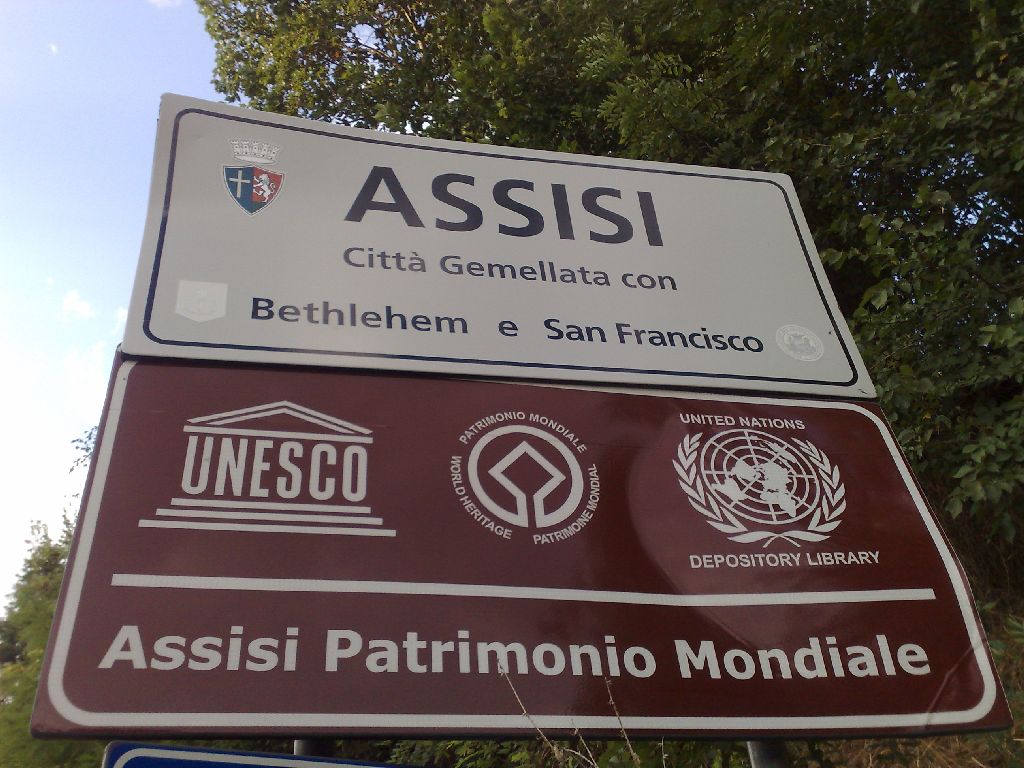 ASSISI
Città Gemellata con
Bethlehem e San Francisco
UNESCO
PATRIMONIO MONDIALE
WORLD HERITAGE
PATRIMOINE MONDIAL
UNITED NATIONS
DEPOSITORY LIBRARY
Assisi Patrimonio Mondiale